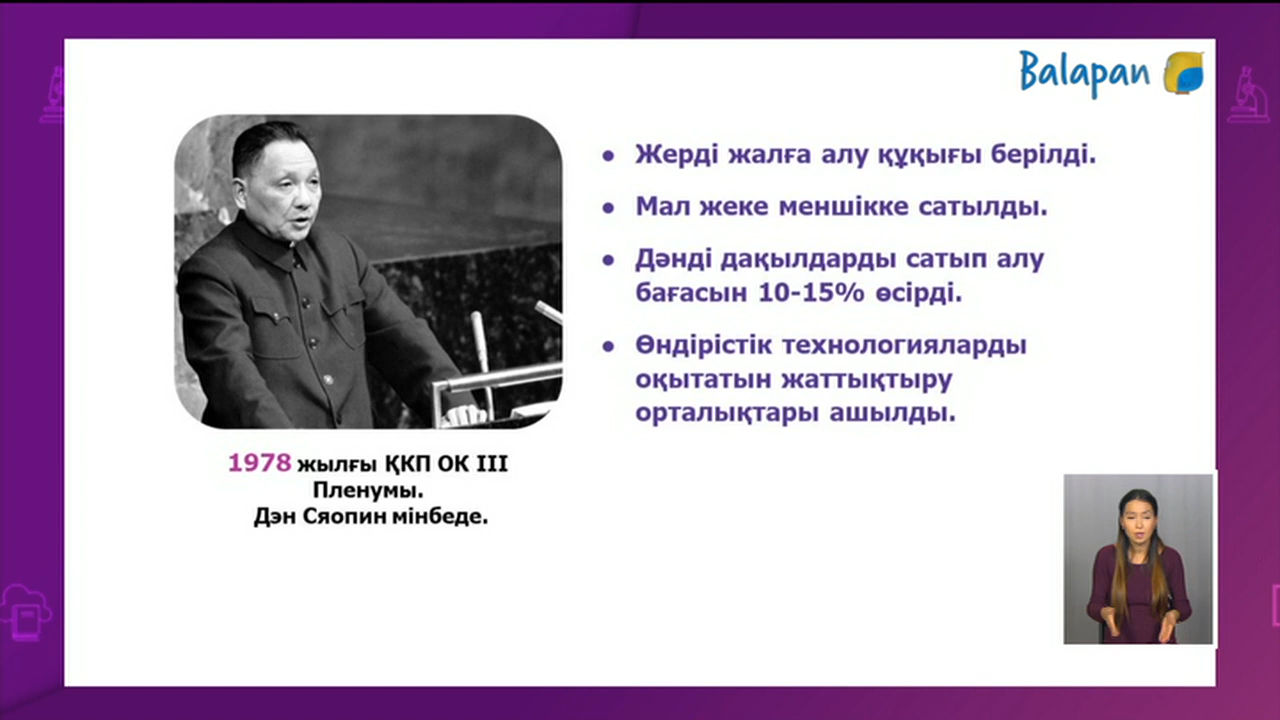 Balapan
● Жерді жалға алу құқығы берілді.
● Мал жеке меншікке сатылды.
● Дәнді дақылдарды сатып алу
бағасын 10-15% өсірді.
● Өндірістік технологияларды
оқытатын жаттықтыру
орталықтары ашылды.
1978 жылғы ҚКП ОК III
Пленумы.
Дэн Сяопин мінбеде.